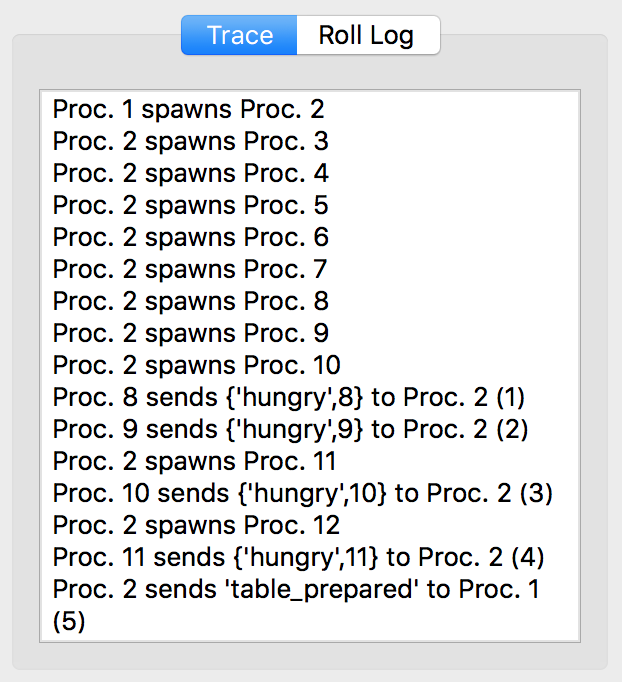 Trace Roll Log
Proc. 1 spawns Proc. 2
Proc. 2 spawns Proc. 3
Proc. 2 spawns Proc. 4
Proc. 2 spawns Proc. 5
Proc. 2 spawns Proc. 6
Proc. 2 spawns Proc. 7
Proc. 2 spawns Proc. 8
Proc. 2 spawns Proc. 9
Proc. 2 spawns Proc. 10
Proc. 8 sends {'hungry',8} to Proc. 2 (1)
Proc. 9 sends {'hungry',9} to Proc. 2 (2)
Proc. 2 spawns Proc. 11
Proc. 10 sends {'hungry',10} to Proc. 2 (3)
Proc. 2 spawns Proc. 12
Proc. 11 sends {'hungry',11} to Proc. 2 (4)
Proc. 2 sends 'table_prepared' to Proc. 1
(5)